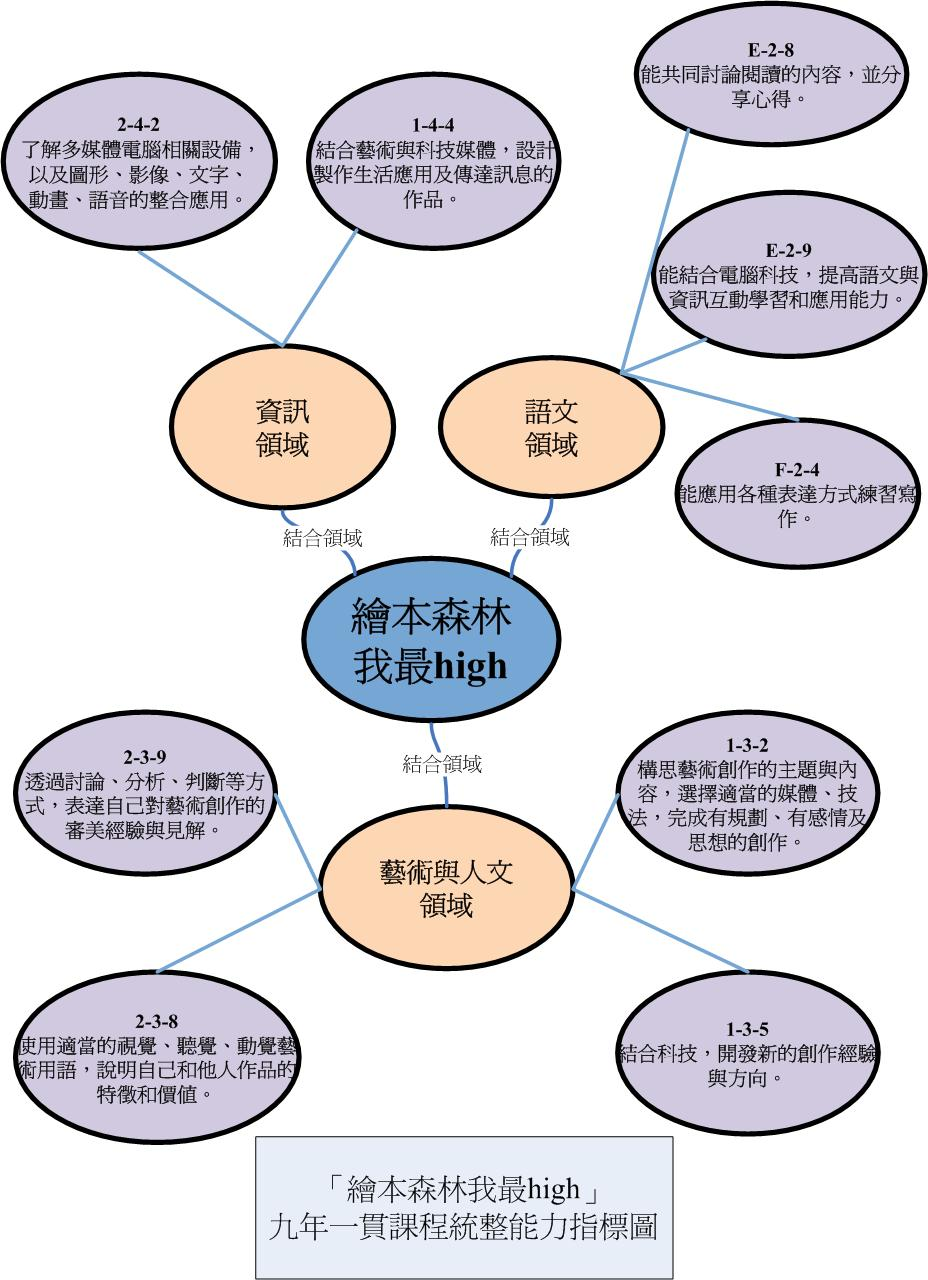 E-2-8
能共同討論閱讀的內容，並分
享心得。
2-4-2
了解多媒體電腦相關設備，
以及圖形、影像、文字、
動畫、語音的整合應用。
1-4-4
結合藝術與科技媒體，設計
製作生活應用及傳達訊息的
作品。
E-2-9
能結合電腦科技，提高語文與
資訊互動學習和應用能力。
資訊
領域
語文
領域
F-2-4
能應用各種表達方式練習寫
作。
結合領域
結合領域
繪本森林
我最high
結合領域
2-3-9
透過討論、分析、判斷等方
式，表達自己對藝術創作的
審美經驗與見解。
1-3-2
構思藝術創作的主題與內
容，選擇適當的媒體、技
法，完成有規劃、有感情及
思想的創作。
藝術與人文
領域
2-3-8
使用適當的視覺、聽覺、動覺藝
術用語，說明自己和他人作品的
特徵和價值。
1-3-5
結合科技，開發新的創作經驗
與方向。
「繪本森林我最high」
九年一貫課程統整能力指標圖